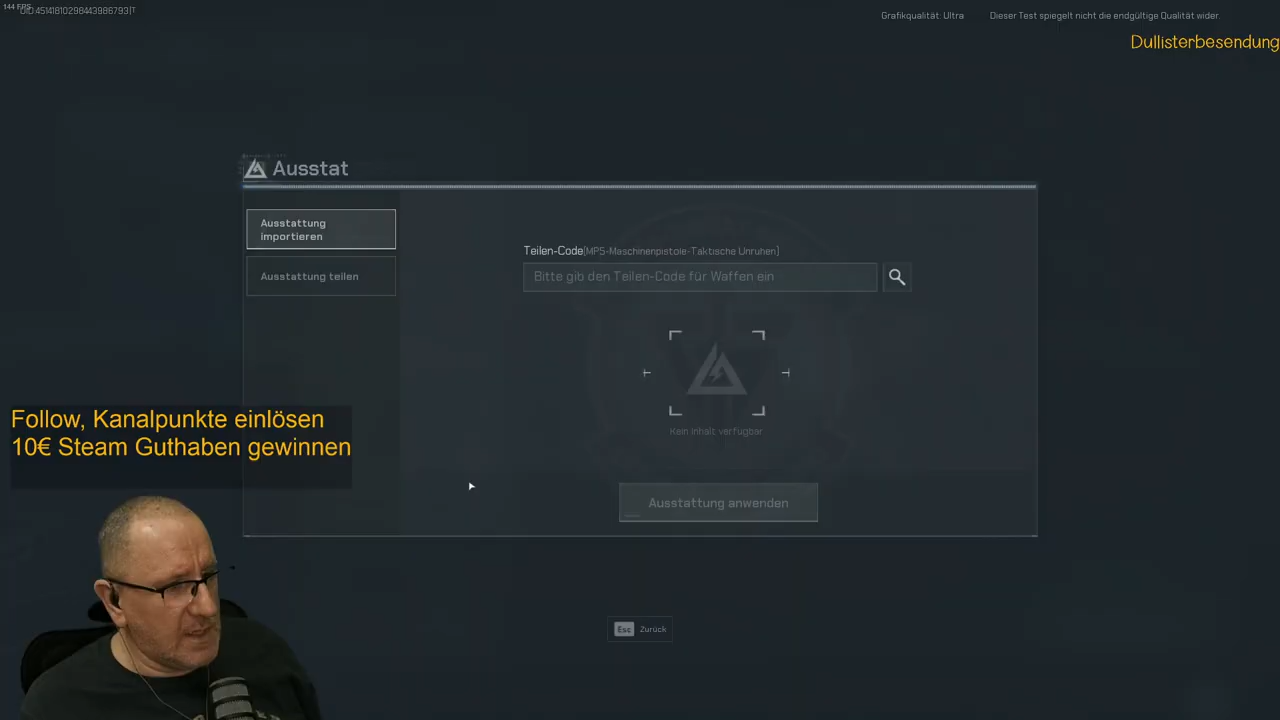 144 FPS
Grafikqualität: Ultra
Dieser Test spiegelt nicht die endgültige Qualität wider.
Dullisterbesendung
Ausstat
Ausstattung
importieren
Ausstattung teilen
Teilen-Code(MP5-Maschinenpistole-Taktische Unruhen)
Bitte gib den Teilen-Code für Waffen ein
Kein Inhalt verfügbar
Follow, Kanalpunkte einlösen
10€ Steam Guthaben gewinnen
Ausstattung anwenden
Esc Zurück